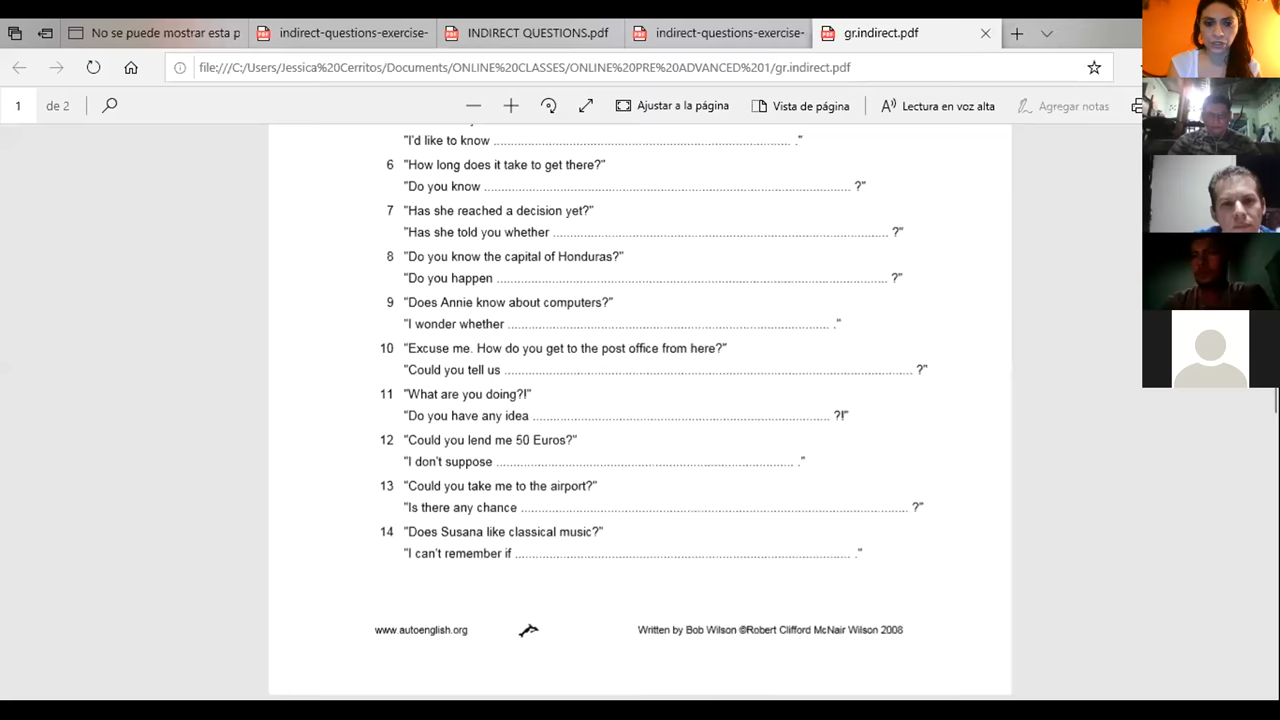 No se puede mostrar esta p
indirect-questions-exercise-
INDIRECT QUESTIONS.pdf
indirect-questions-exercise-
gr.indirect.pdf
file:///C:/Users/Jessica%20Cerritos/Documents/ONLINE%20CLASSES/ONLINE%20PRE%20ADVANCED%201/gr.indirect.pdf
1 de 2
Ajustar a la página
Vista de página
Lectura en voz alta
Agregar notas
"I'd like to know ........................................ ."
6 "How long does it take to get there?"
"Do you know ........................................ ?"
7 "Has she reached a decision yet?"
"Has she told you whether ........................................ ?"
8 "Do you know the capital of Honduras?"
"Do you happen ........................................ ?"
9 "Does Annie know about computers?"
"I wonder whether ........................................ ."
10 "Excuse me. How do you get to the post office from here?"
"Could you tell us ........................................ ?"
11 "What are you doing?!"
"Do you have any idea ........................................ ?!"
12 "Could you lend me 50 Euros?"
"I don't suppose ........................................ ."
13 "Could you take me to the airport?"
"Is there any chance ........................................ ?"
14 "Does Susana like classical music?"
"I can't remember if ........................................ ."
www.autoenglish.org
Written by Bob Wilson ©Robert Clifford McNair Wilson 2008